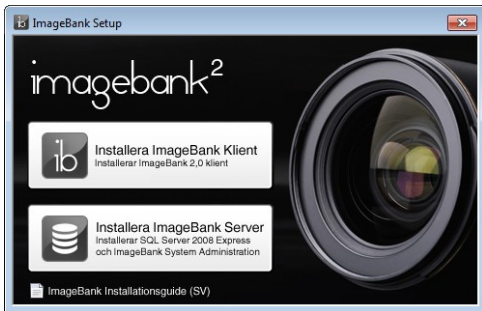 ImageBank Setup
imagebank²
ib
Installera ImageBank Klient
Installerar ImageBank 2,0 klient
Installera ImageBank Server
Installerar SQL Server 2008 Express
och ImageBank System Administration
ImageBank Installationsguide (SV)